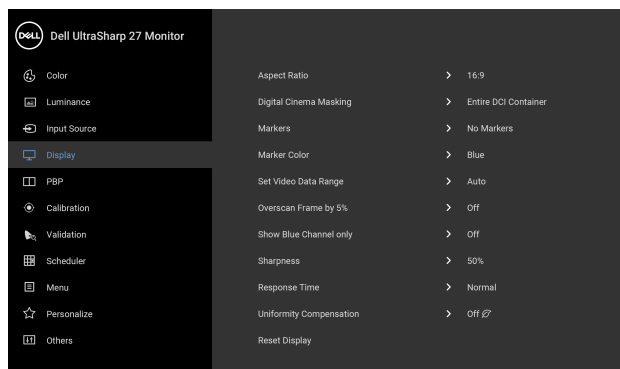 DELL Dell UltraSharp 27 Monitor
Color
Luminance
Input Source
Display
PBP
Calibration
Validation
Scheduler
Menu
Personalize
Others
Aspect Ratio > 16:9
Digital Cinema Masking > Entire DCI Container
Markers > No Markers
Marker Color > Blue
Set Video Data Range > Auto
Overscan Frame by 5% > Off
Show Blue Channel only > Off
Sharpness > 50%
Response Time > Normal
Uniformity Compensation > Off
Reset Display